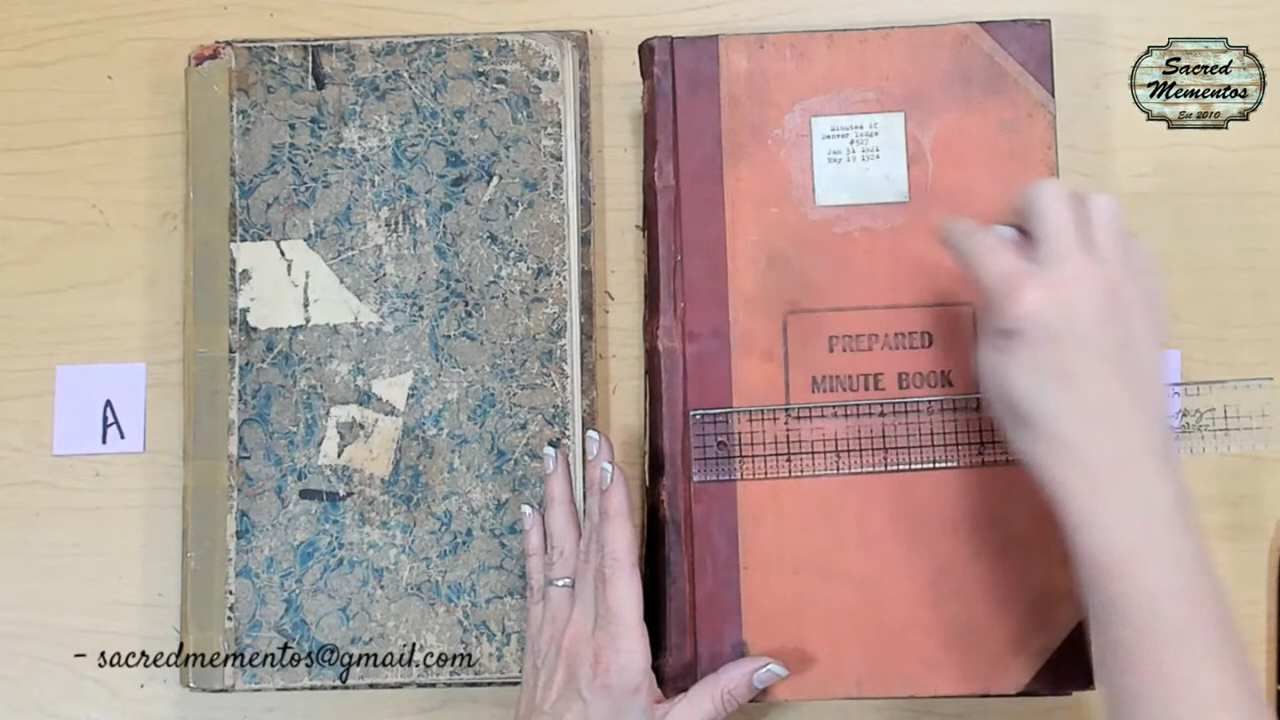 Sacred
Mementos
Est 2010
Minutes of
Denver lodge
Jan 31 1921
May 19 1924
PREPARED
MINUTE BOOK
A
- sacredmementos@gmail.com